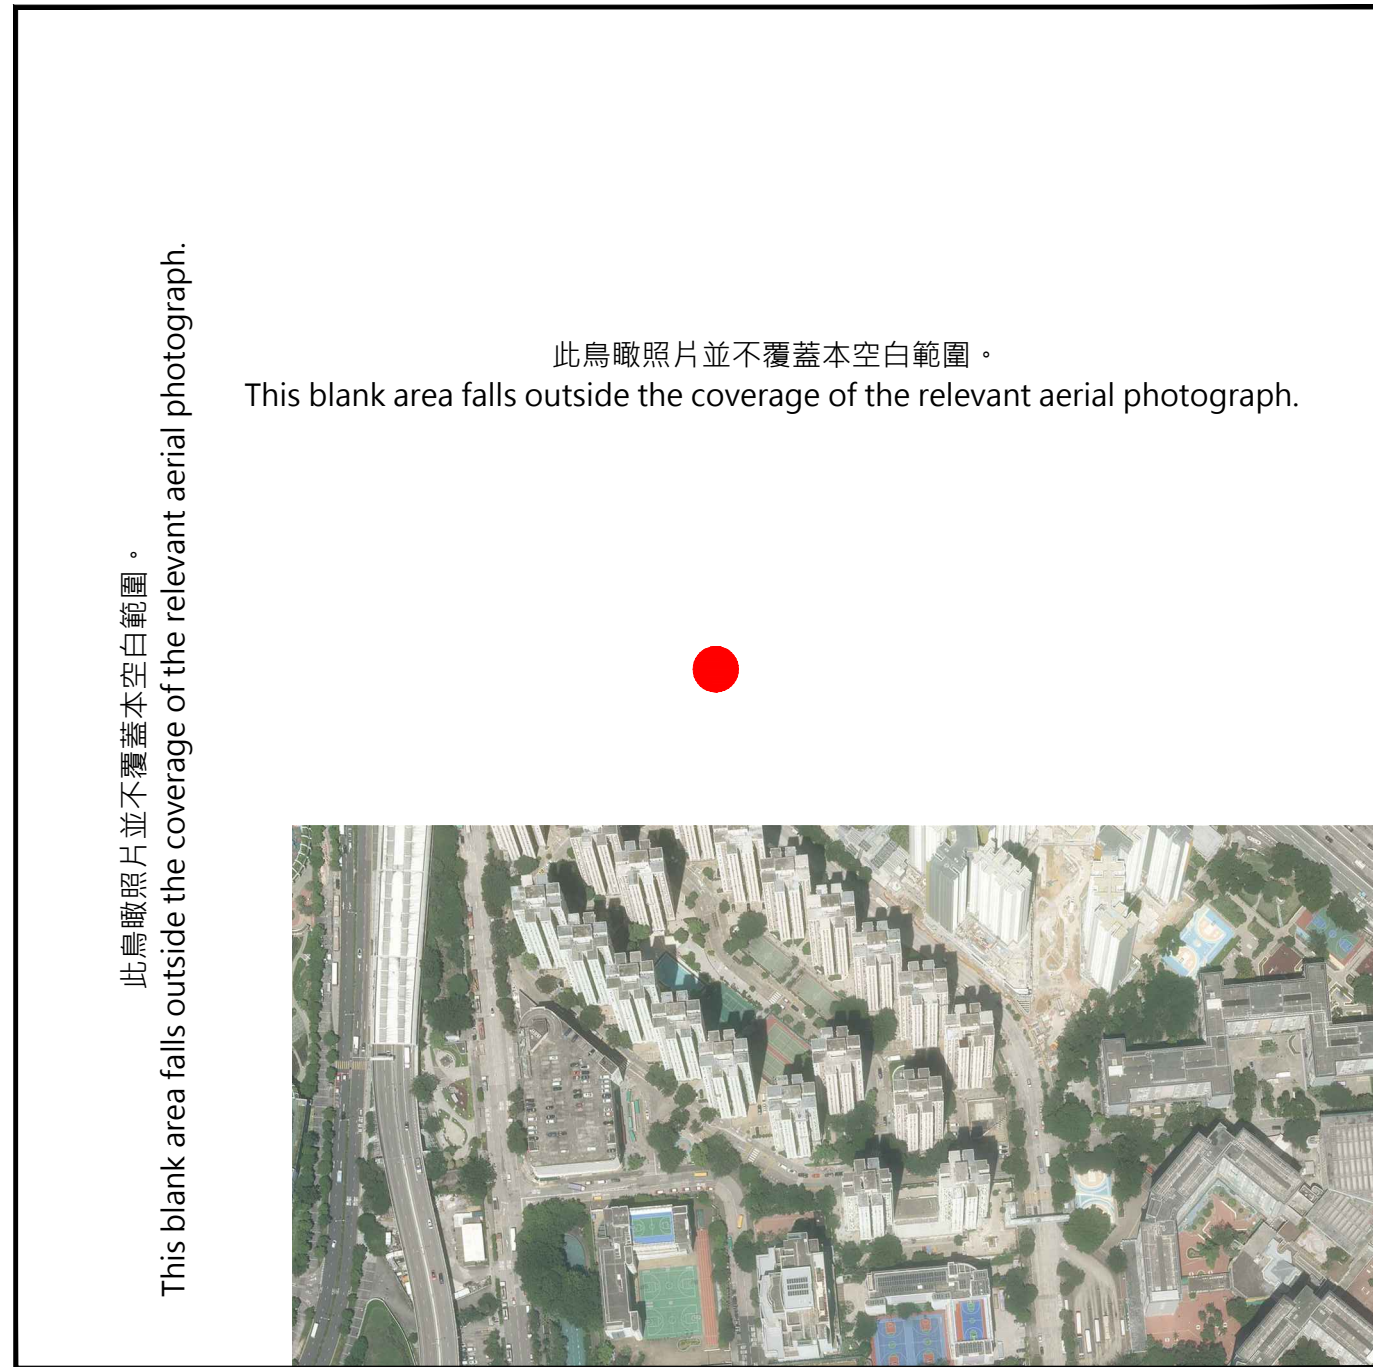 此鳥瞰照片並不覆蓋本空白範圍。
This blank area falls outside the coverage of the relevant aerial photograph.
此鳥瞰照片並不覆蓋本空白範圍。
This blank area falls outside the coverage of the relevant aerial photograph.